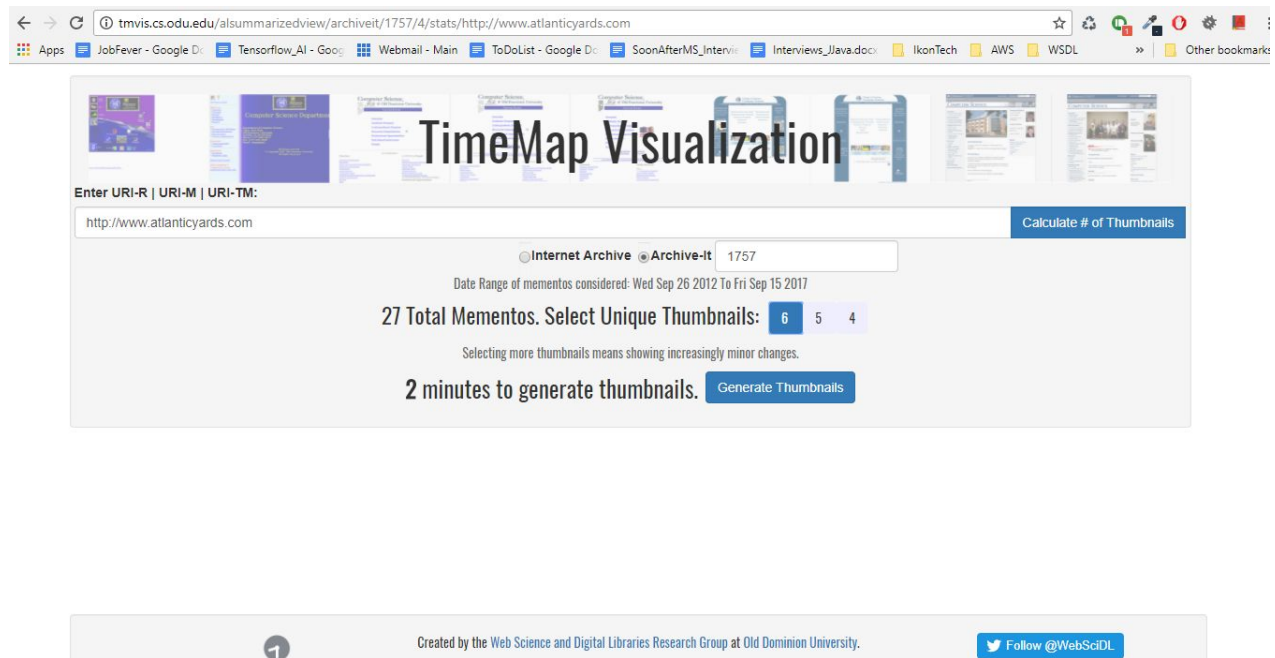 tmvis.cs.odu.edu/alsummarizedview/archiveit/1757/4/stats/http://www.atlanticyards.com
Apps JobFever - Google Do Tensorflow_AI - Goog Webmail - Main ToDoList - Google Do SoonAfterMS_Intervie Interviews_JJava.docx IkonTech AWS WSDL » Other bookmarks
TimeMap Visualization
Enter URI-R | URI-M | URI-TM:
http://www.atlanticyards.com Calculate # of Thumbnails
Internet Archive Archive-It 1757
Date Range of mementos considered: Wed Sep 26 2012 To Fri Sep 15 2017
27 Total Mementos. Select Unique Thumbnails: 6 5 4
Selecting more thumbnails means showing increasingly minor changes.
2 minutes to generate thumbnails. Generate Thumbnails
Created by the Web Science and Digital Libraries Research Group at Old Dominion University. Follow @WebSciDL